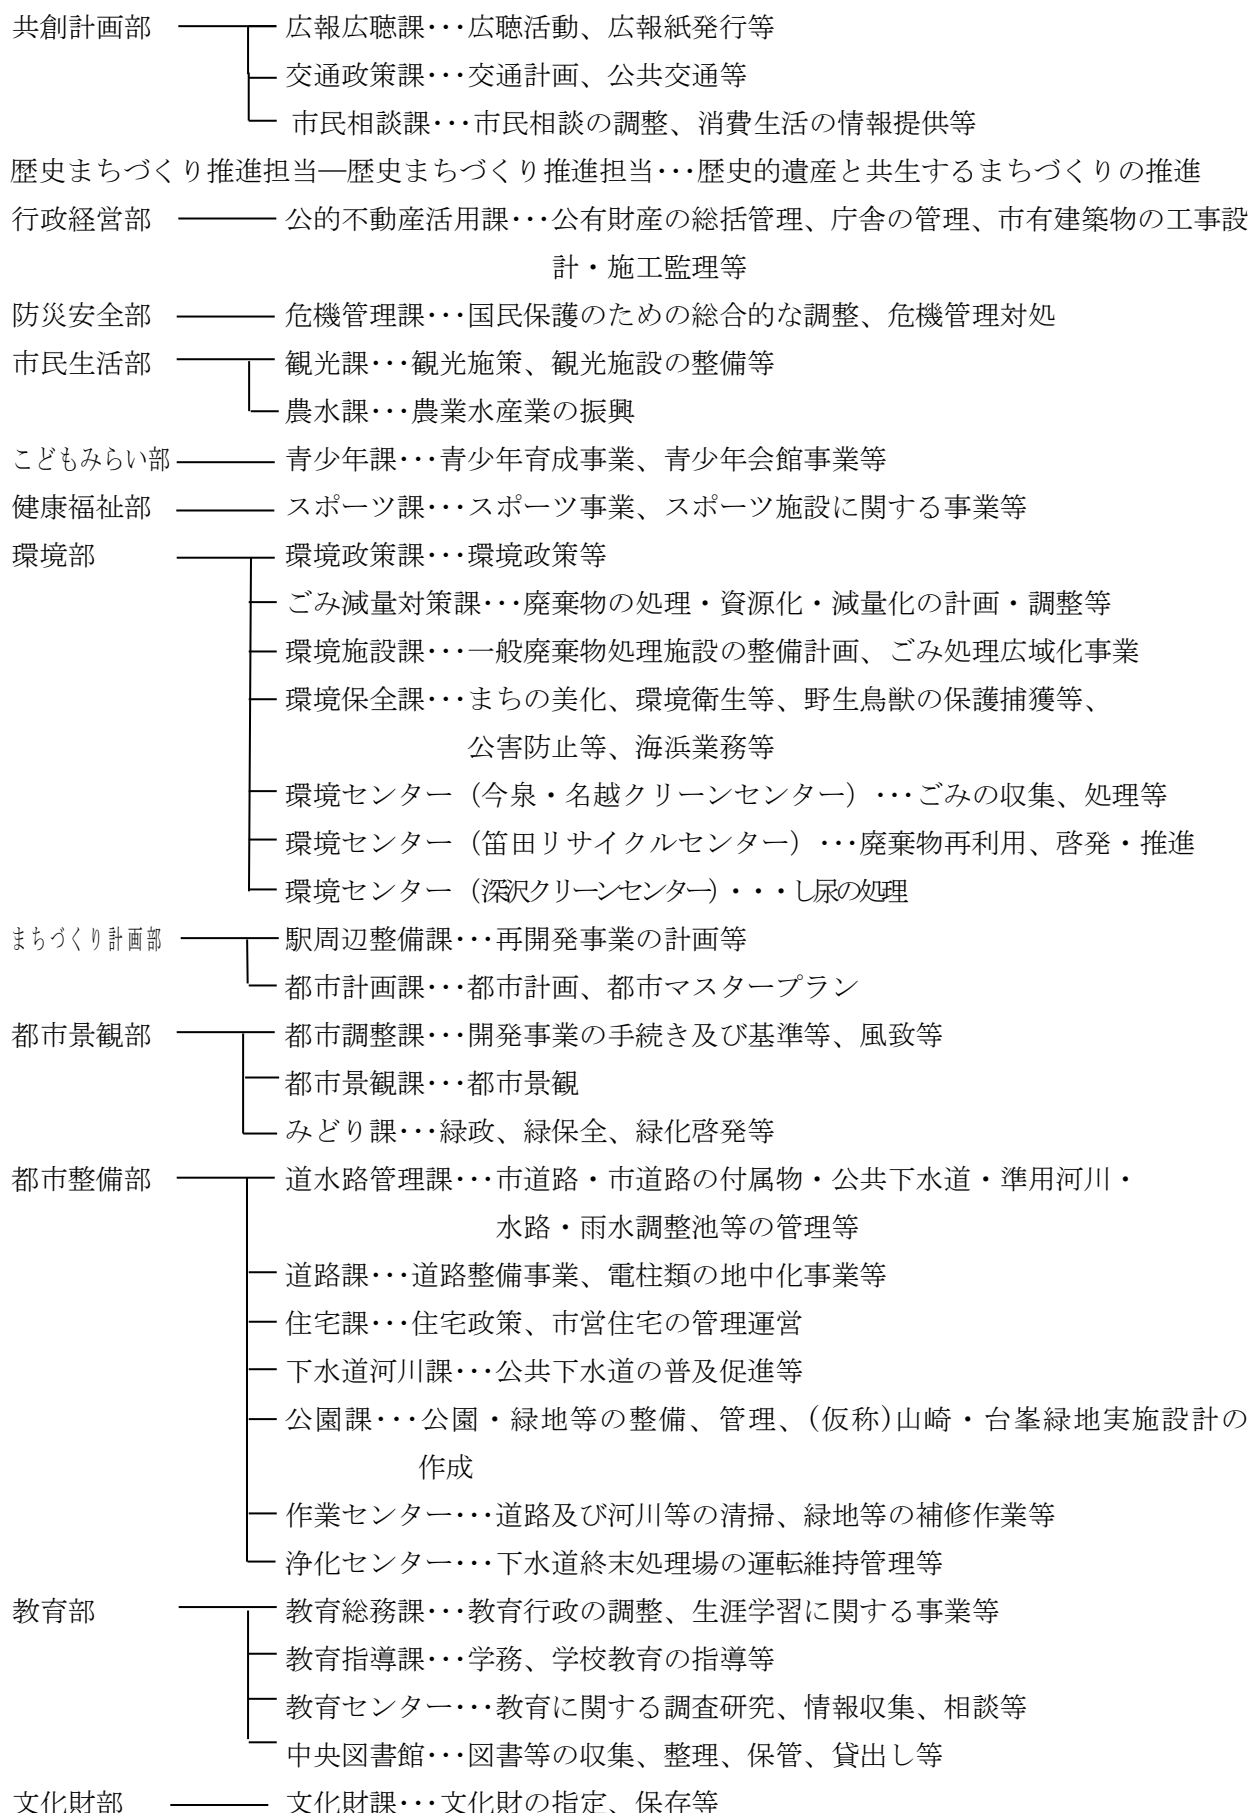 共創計画部 広報広聴課･･･広聴活動、広報紙発行等
交通政策課･･･交通計画、公共交通等
市民相談課･･･市民相談の調整、消費生活の情報提供等
歴史まちづくり推進担当―歴史まちづくり推進担当･･･歴史的遺産と共生するまちづくりの推進
行政経営部 公的不動産活用課･･･公有財産の総括管理、庁舎の管理、市有建築物の工事設
計・施工監理等
防災安全部 危機管理課･･･国民保護のための総合的な調整、危機管理対処
市民生活部 観光課･･･観光施策、観光施設の整備等
農水課･･･農業水産業の振興
こどもみらい部 青少年課･･･青少年育成事業、青少年会館事業等
健康福祉部 スポーツ課･･･スポーツ事業、スポーツ施設に関する事業等
環境部 環境政策課･･･環境政策等
ごみ減量対策課･･･廃棄物の処理・資源化・減量化の計画・調整等
環境施設課･･･一般廃棄物処理施設の整備計画、ごみ処理広域化事業
環境保全課･･･まちの美化、環境衛生等、野生鳥獣の保護捕獲等、
公害防止等、海浜業務等
環境センター（今泉・名越クリーンセンター）･･･ごみの収集、処理等
環境センター（笛田リサイクルセンター）･･･廃棄物再利用、啓発・推進
環境センター（深沢クリーンセンター）・・・し尿の処理
まちづくり計画部 駅周辺整備課･･･再開発事業の計画等
都市計画課･･･都市計画、都市マスタープラン
都市景観部 都市調整課･･･開発事業の手続き及び基準等、風致等
都市景観課･･･都市景観
みどり課･･･緑政、緑保全、緑化啓発等
都市整備部 道水路管理課･･･市道路・市道路の付属物・公共下水道・準用河川・
水路・雨水調整池等の管理等
道路課･･･道路整備事業、電柱類の地中化事業等
住宅課･･･住宅政策、市営住宅の管理運営
下水道河川課･･･公共下水道の普及促進等
公園課･･･公園・緑地等の整備、管理、(仮称)山崎・台峯緑地実施設計の
作成
作業センター･･･道路及び河川等の清掃、緑地等の補修作業等
浄化センター･･･下水道終末処理場の運転維持管理等
教育部 教育総務課･･･教育行政の調整、生涯学習に関する事業等
教育指導課･･･学務、学校教育の指導等
教育センター･･･教育に関する調査研究、情報収集、相談等
中央図書館･･･図書等の収集、整理、保管、貸出し等
文化財部 文化財課･･･文化財の指定、保存等